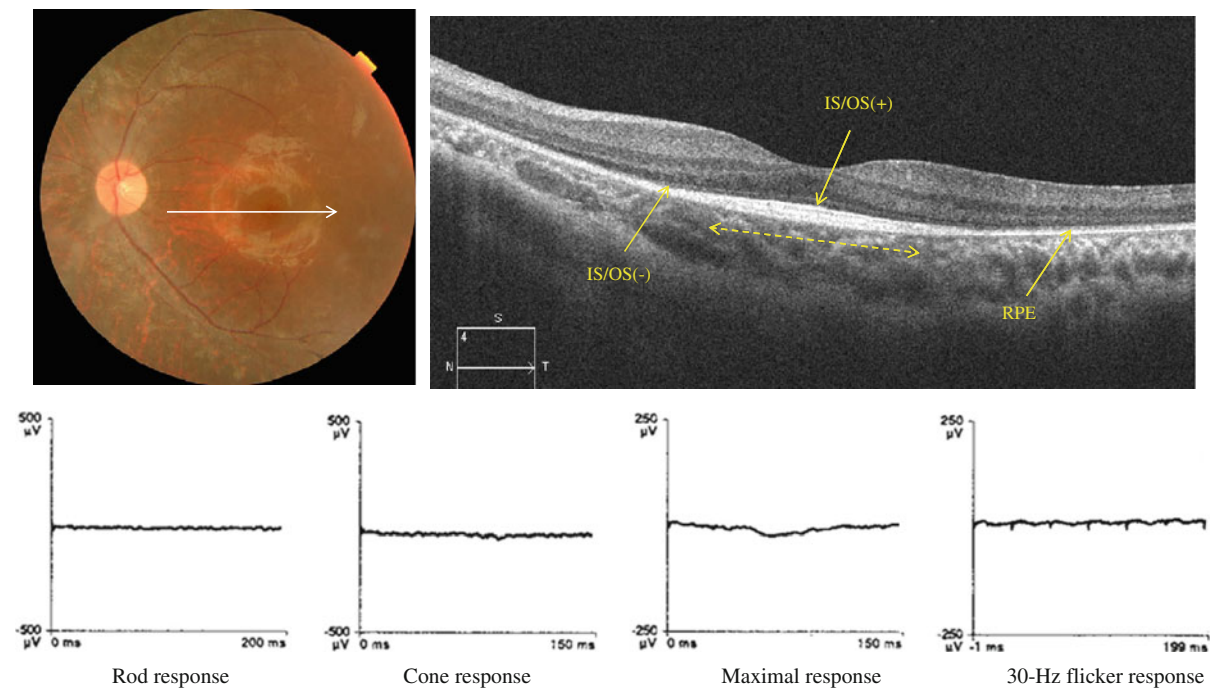 IS/OS(+)
IS/OS(-)
RPE
S
4
N T
500
µV
-500
µV 0 ms 200 ms
Rod response
500
µV
-500
µV 0 ms 150 ms
Cone response
250
µV
-250
µV 0 ms 150 ms
Maximal response
250
µV
-250
µV -1 ms 199 ms
30-Hz flicker response